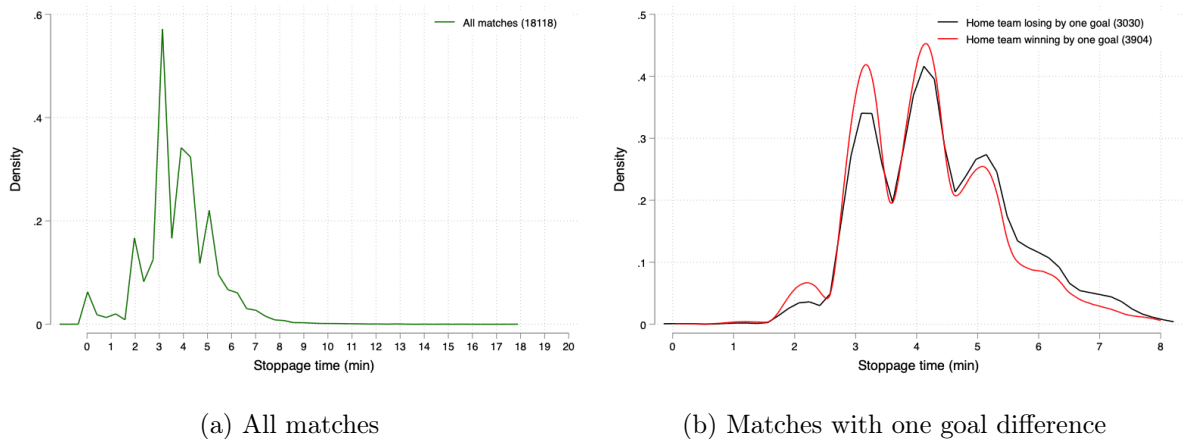 All matches (18118)
.6
.4
.2
0
Density
0 1 2 3 4 5 6 7 8 9 10 11 12 13 14 15 16 17 18 19 20
Stoppage time (min)
(a) All matches
Home team losing by one goal (3030)
Home team winning by one goal (3904)
.5
.4
.3
.2
.1
0
Density
0 1 2 3 4 5 6 7 8
Stoppage time (min)
(b) Matches with one goal difference